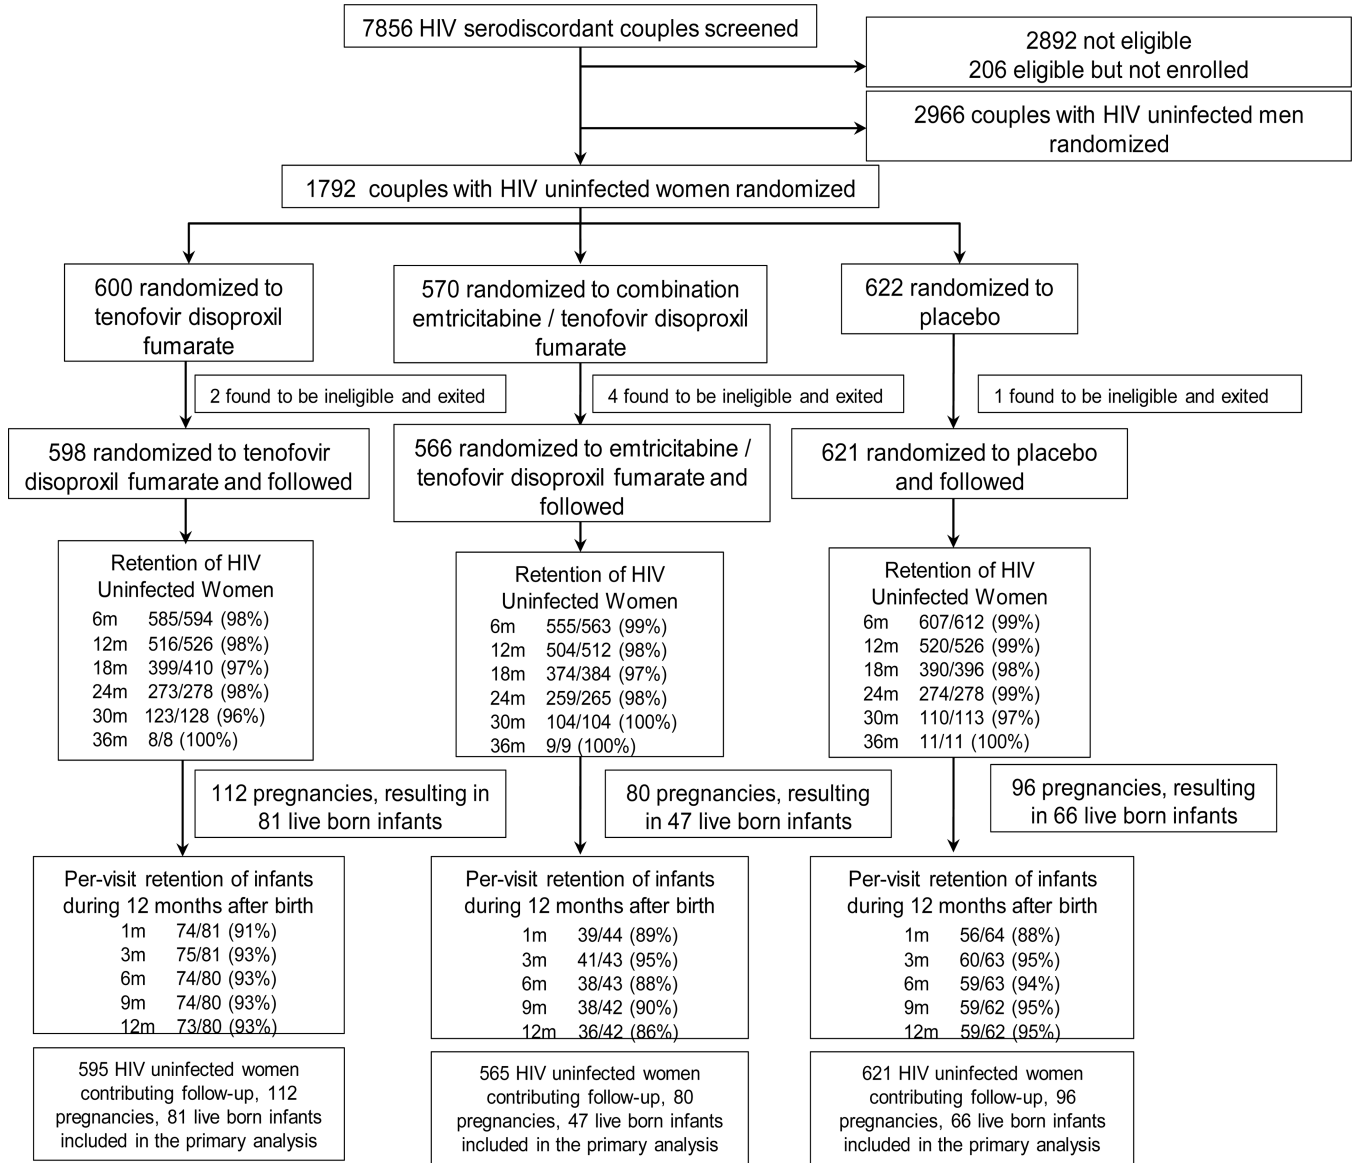 7856 HIV serodiscordant couples screened
2892 not eligible
206 eligible but not enrolled
2966 couples with HIV uninfected men
randomized
1792 couples with HIV uninfected women randomized
600 randomized to
tenofovir disoproxil
fumarate
570 randomized to combination
emtricitabine / tenofovir disoproxil
fumarate
622 randomized to
placebo
2 found to be ineligible and exited
4 found to be ineligible and exited
1 found to be ineligible and exited
598 randomized to tenofovir
disoproxil fumarate and followed
566 randomized to emtricitabine /
tenofovir disoproxil fumarate and
followed
621 randomized to placebo
and followed
Retention of HIV
Uninfected Women
6m 585/594 (98%)
12m 516/526 (98%)
18m 399/410 (97%)
24m 273/278 (98%)
30m 123/128 (96%)
36m 8/8 (100%)
Retention of HIV
Uninfected Women
6m 555/563 (99%)
12m 504/512 (98%)
18m 374/384 (97%)
24m 259/265 (98%)
30m 104/104 (100%)
36m 9/9 (100%)
Retention of HIV
Uninfected Women
6m 607/612 (99%)
12m 520/526 (99%)
18m 390/396 (98%)
24m 274/278 (99%)
30m 110/113 (97%)
36m 11/11 (100%)
112 pregnancies, resulting in
81 live born infants
80 pregnancies, resulting
in 47 live born infants
96 pregnancies, resulting
in 66 live born infants
Per-visit retention of infants
during 12 months after birth
1m 74/81 (91%)
3m 75/81 (93%)
6m 74/80 (93%)
9m 74/80 (93%)
12m 73/80 (93%)
Per-visit retention of infants
during 12 months after birth
1m 39/44 (89%)
3m 41/43 (95%)
6m 38/43 (88%)
9m 38/42 (90%)
12m 36/42 (86%)
Per-visit retention of infants
during 12 months after birth
1m 56/64 (88%)
3m 60/63 (95%)
6m 59/63 (94%)
9m 59/62 (95%)
12m 59/62 (95%)
595 HIV uninfected women
contributing follow-up, 112
pregnancies, 81 live born infants
included in the primary analysis
565 HIV uninfected women
contributing follow-up, 80
pregnancies, 47 live born infants
included in the primary analysis
621 HIV uninfected women
contributing follow-up, 96
pregnancies, 66 live born infants
included in the primary analysis